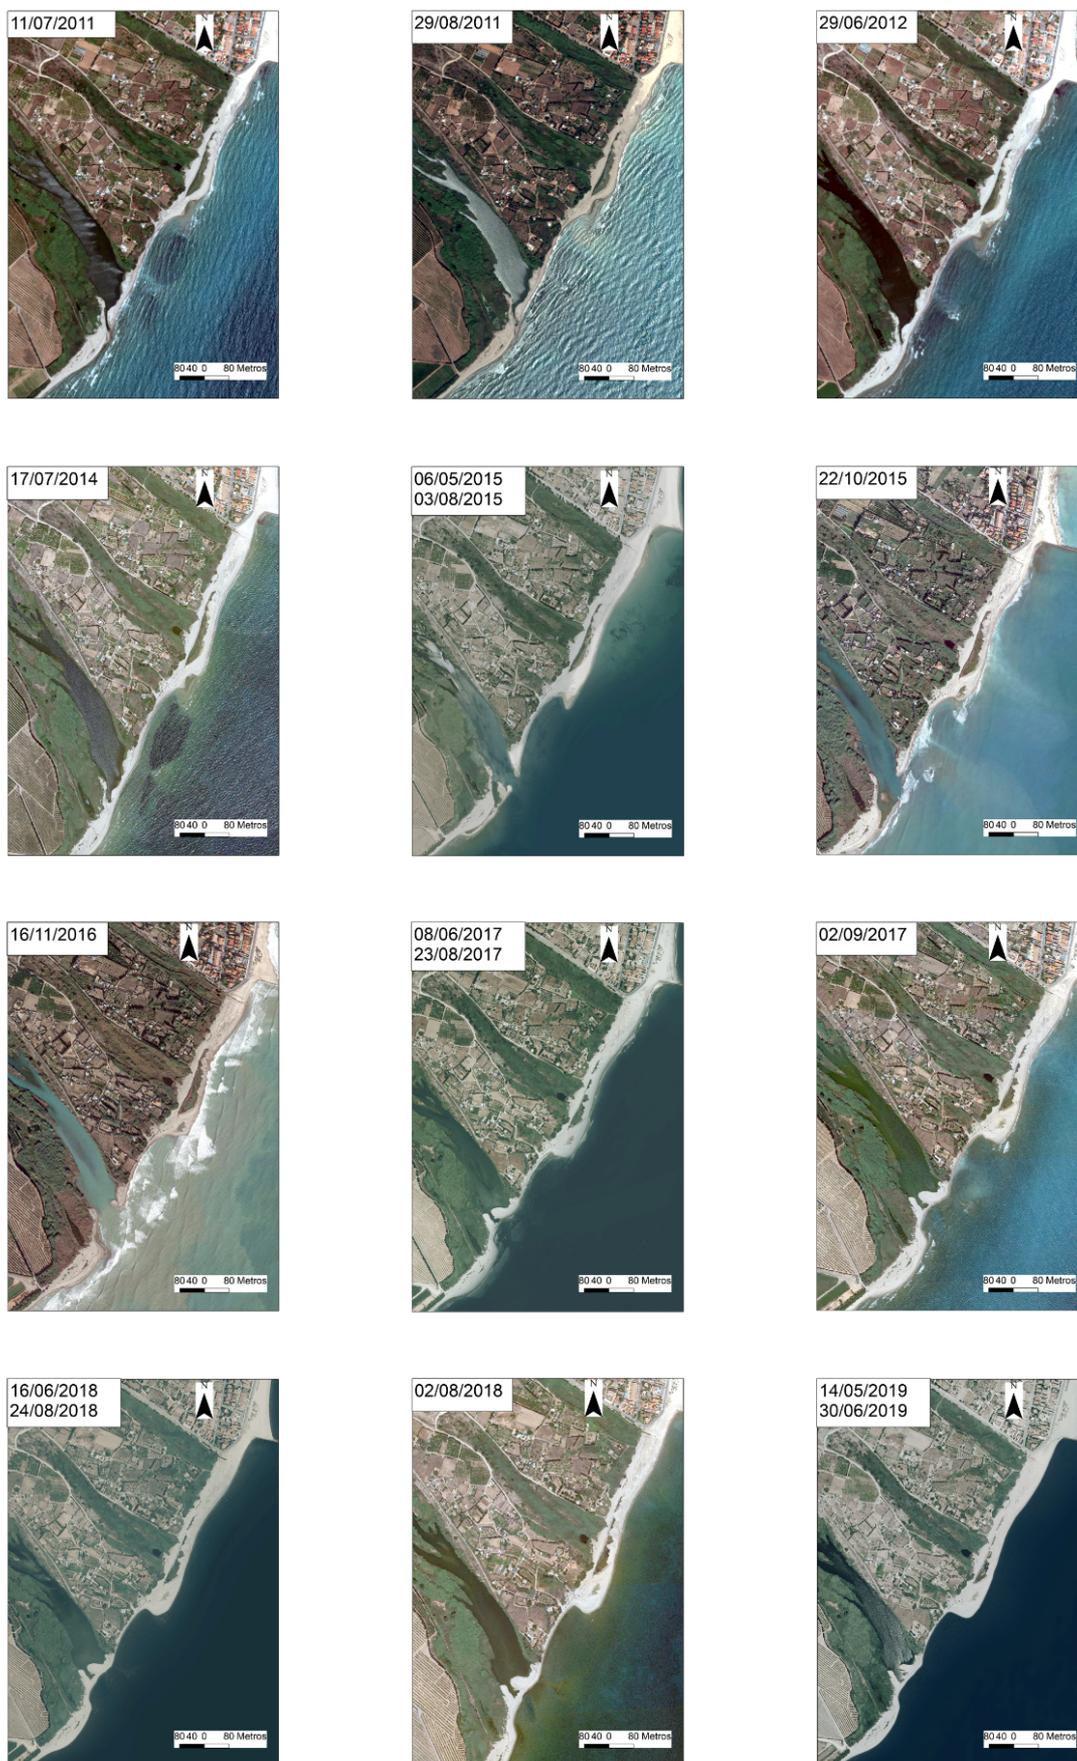 11/07/2011
N
80 40 0 80 Metros
29/08/2011
N
80 40 0 80 Metros
29/06/2012
N
80 40 0 80 Metros
17/07/2014
N
80 40 0 80 Metros
06/05/2015
03/08/2015
N
80 40 0 80 Metros
22/10/2015
N
80 40 0 80 Metros
16/11/2016
N
80 40 0 80 Metros
08/06/2017
23/08/2017
N
80 40 0 80 Metros
02/09/2017
N
80 40 0 80 Metros
16/06/2018
24/08/2018
N
80 40 0 80 Metros
02/08/2018
N
80 40 0 80 Metros
14/05/2019
30/06/2019
N
80 40 0 80 Metros